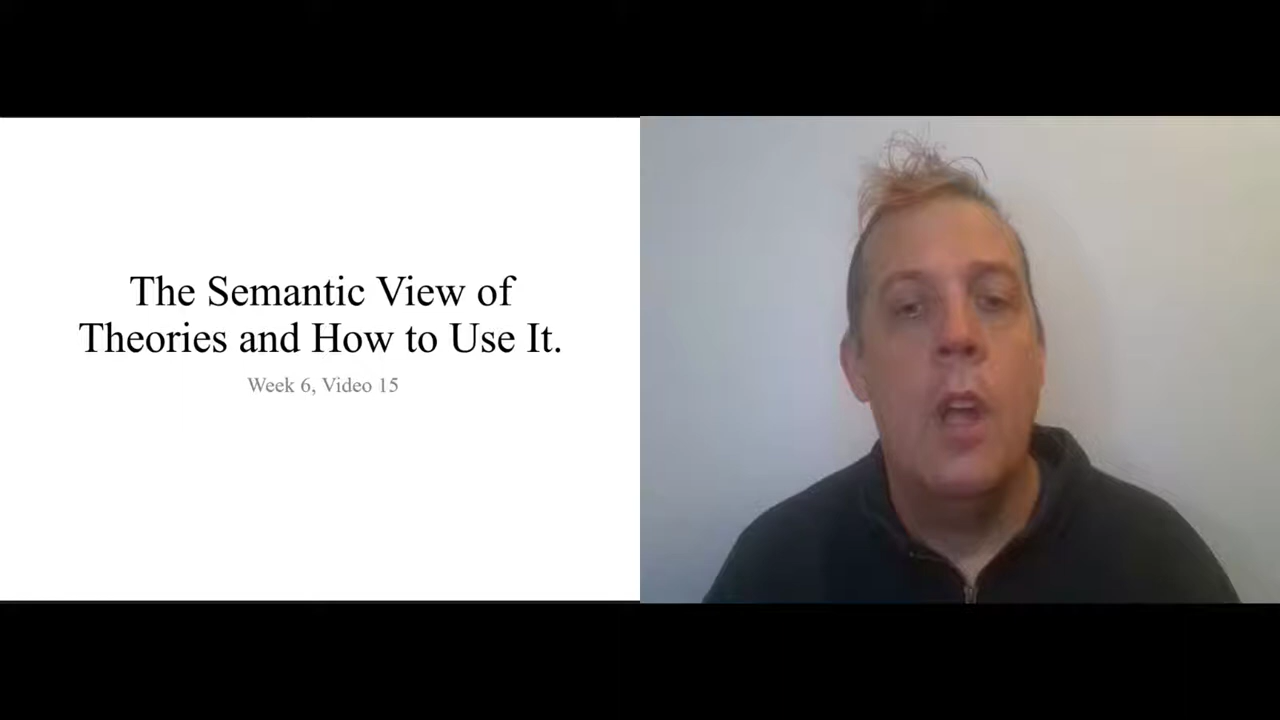 The Semantic View of
Theories and How to Use It.
Week 6, Video 15